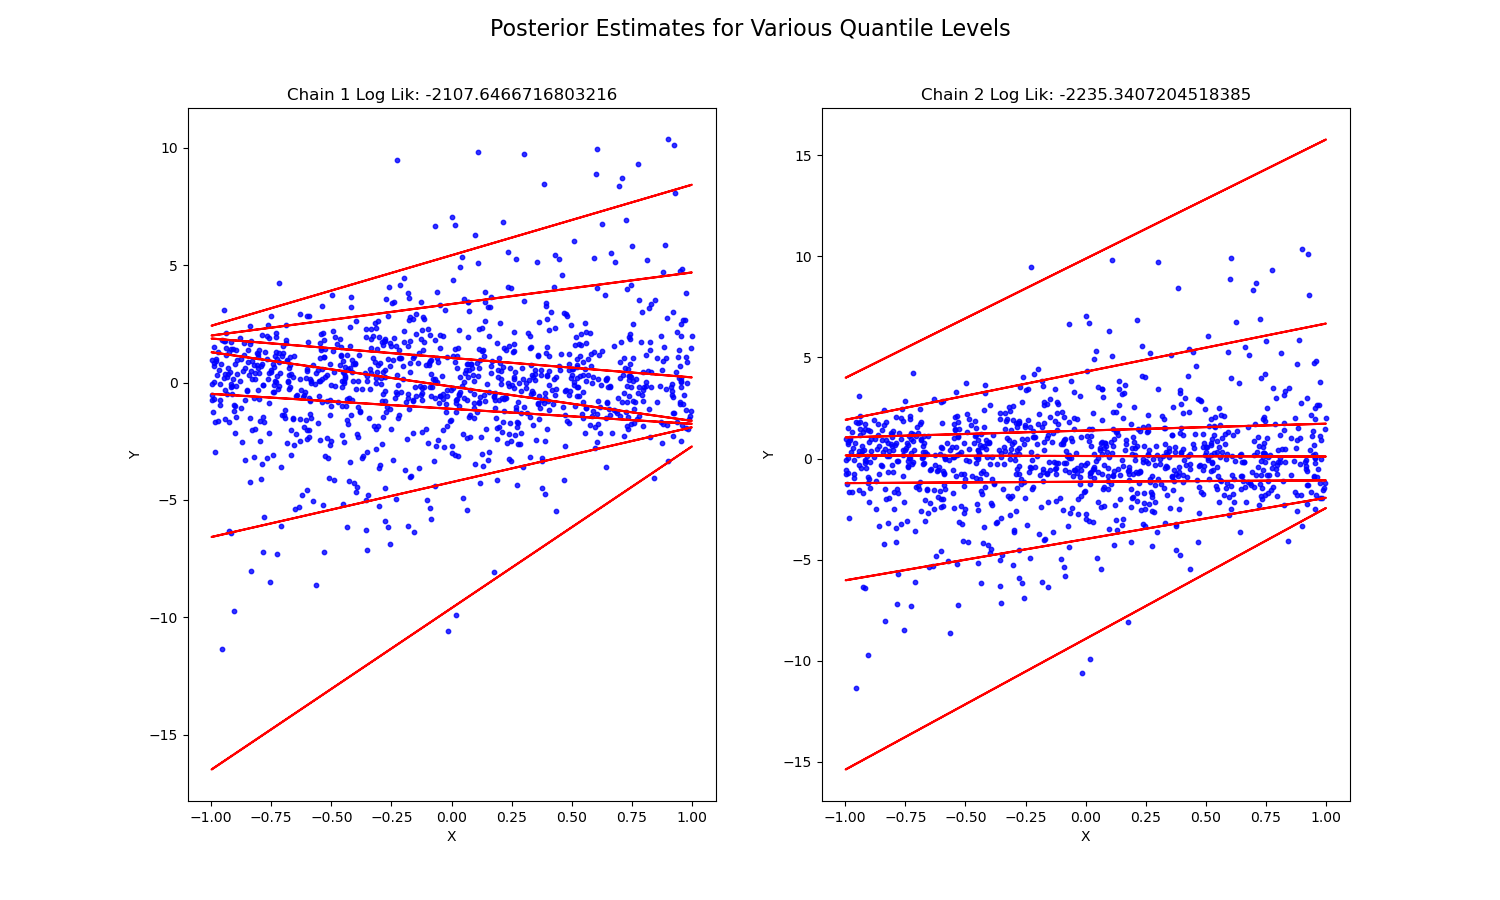 Posterior Estimates for Various Quantile Levels
Chain 1 Log Lik: -2107.6466716803216
10
5
0
−5
−10
−15
Y
−1.00 −0.75 −0.50 −0.25 0.00 0.25 0.50 0.75 1.00
X
Chain 2 Log Lik: -2235.3407204518385
15
10
5
0
−5
−10
−15
Y
−1.00 −0.75 −0.50 −0.25 0.00 0.25 0.50 0.75 1.00
X